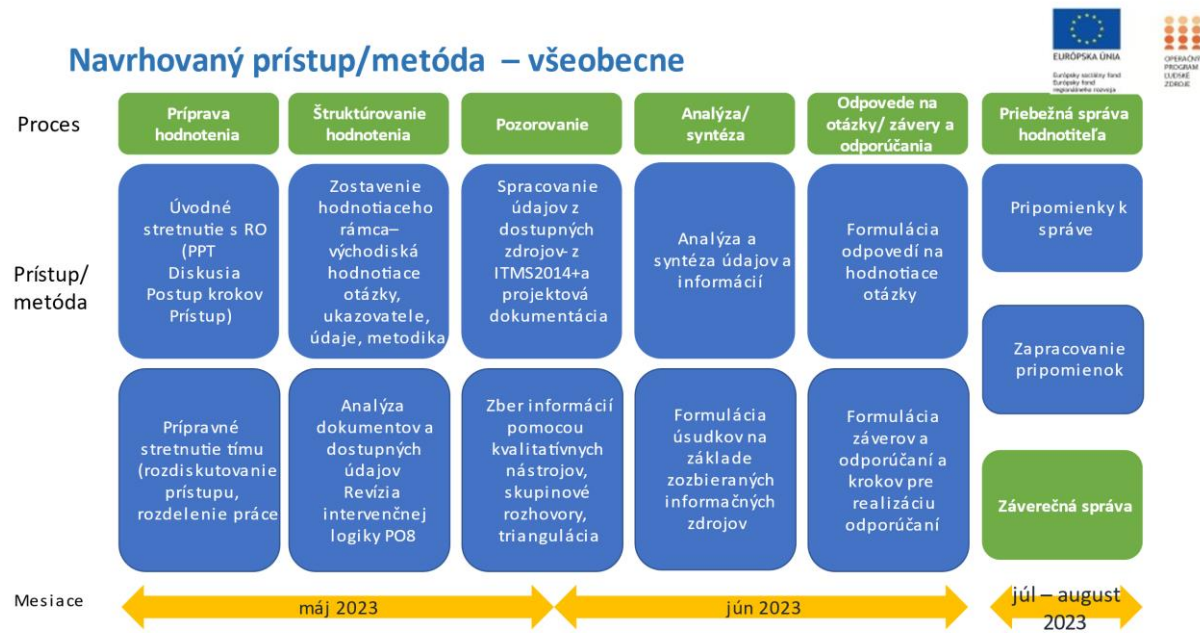 Navrhovaný prístup/metóda – všeobecne
EURÓPSKA ÚNIA
Európsky sociálny fond
Európsky fond
regionálneho rozvoja
OPERAČNÝ
PROGRAM
ĽUDSKÉ
ZDROJE
Proces
Príprava
hodnotenia
Štruktúrovanie
hodnotenia
Pozorovanie
Analýza/
syntéza
Odpovede na
otázky/ závery a
odporúčania
Priebežná správa
hodnotiteľa
Prístup/
metóda
Úvodné
stretnutie s RO
(PPT
Diskusia
Postup krokov
Prístup)
Zostavenie
hodnotiaceho
rámca–
východiská
hodnotiace
otázky,
ukazovatele,
údaje, metodika
Spracovanie
údajov z
dostupných
zdrojov- z
ITMS2014+a
projektová
dokumentácia
Analýza a
syntéza údajov a
informácií
Formulácia
odpovedí na
hodnotiace
otázky
Pripomienky k
správe
Zapracovanie
pripomienok
Prípravné
stretnutie tímu
(rozdiskutovanie
prístupu,
rozdelenie práce
Analýza
dokumentov a
dostupných
údajov
Revízia
intervenčnej
logiky PO8
Zber informácií
pomocou
kvalitatívnych
nástrojov,
skupinové
rozhovory,
triangulácia
Formulácia
úsudkov na
základe
zozbieraných
informačných
zdrojov
Formulácia
záverov a
odporúčaní a
krokov pre
realizáciu
odporúčaní
Záverečná správa
Mesiace
máj 2023
jún 2023
júl – august
2023